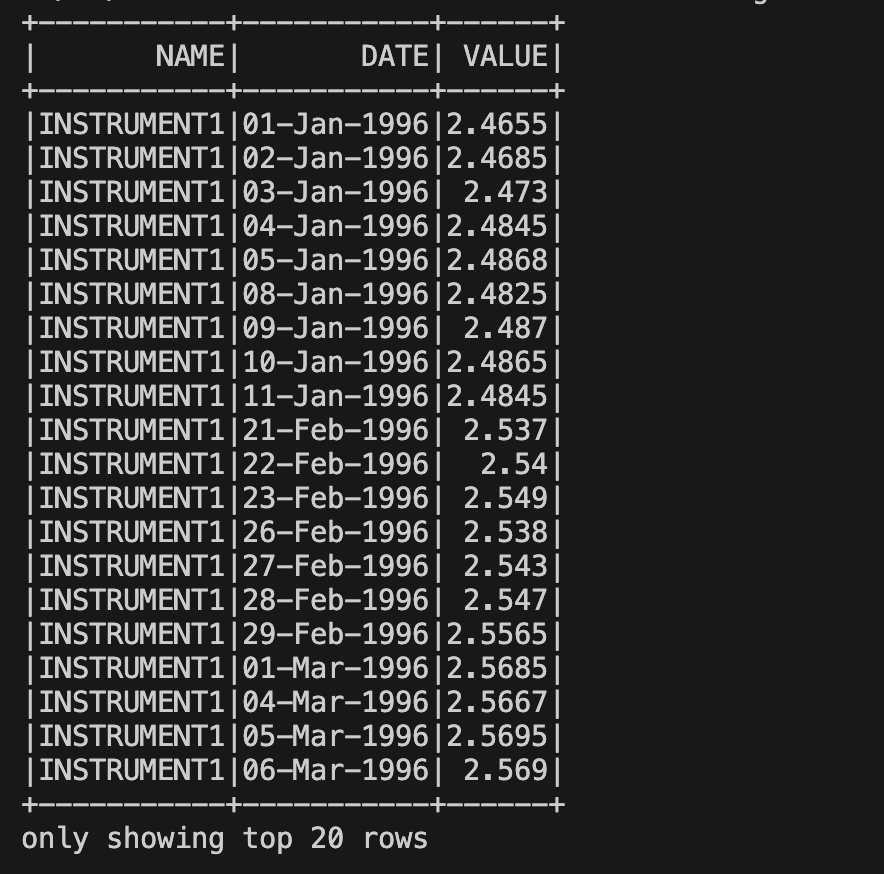 +-----------+-----------+------+
|       NAME|       DATE| VALUE|
+-----------+-----------+------+
|INSTRUMENT1|01-Jan-1996|2.4655|
|INSTRUMENT1|02-Jan-1996|2.4685|
|INSTRUMENT1|03-Jan-1996| 2.473|
|INSTRUMENT1|04-Jan-1996|2.4845|
|INSTRUMENT1|05-Jan-1996|2.4868|
|INSTRUMENT1|08-Jan-1996|2.4825|
|INSTRUMENT1|09-Jan-1996| 2.487|
|INSTRUMENT1|10-Jan-1996|2.4865|
|INSTRUMENT1|11-Jan-1996|2.4845|
|INSTRUMENT1|21-Feb-1996| 2.537|
|INSTRUMENT1|22-Feb-1996|  2.54|
|INSTRUMENT1|23-Feb-1996| 2.549|
|INSTRUMENT1|26-Feb-1996| 2.538|
|INSTRUMENT1|27-Feb-1996| 2.543|
|INSTRUMENT1|28-Feb-1996| 2.547|
|INSTRUMENT1|29-Feb-1996|2.5565|
|INSTRUMENT1|01-Mar-1996|2.5685|
|INSTRUMENT1|04-Mar-1996|2.5667|
|INSTRUMENT1|05-Mar-1996|2.5695|
|INSTRUMENT1|06-Mar-1996| 2.569|
+-----------+-----------+------+
only showing top 20 rows